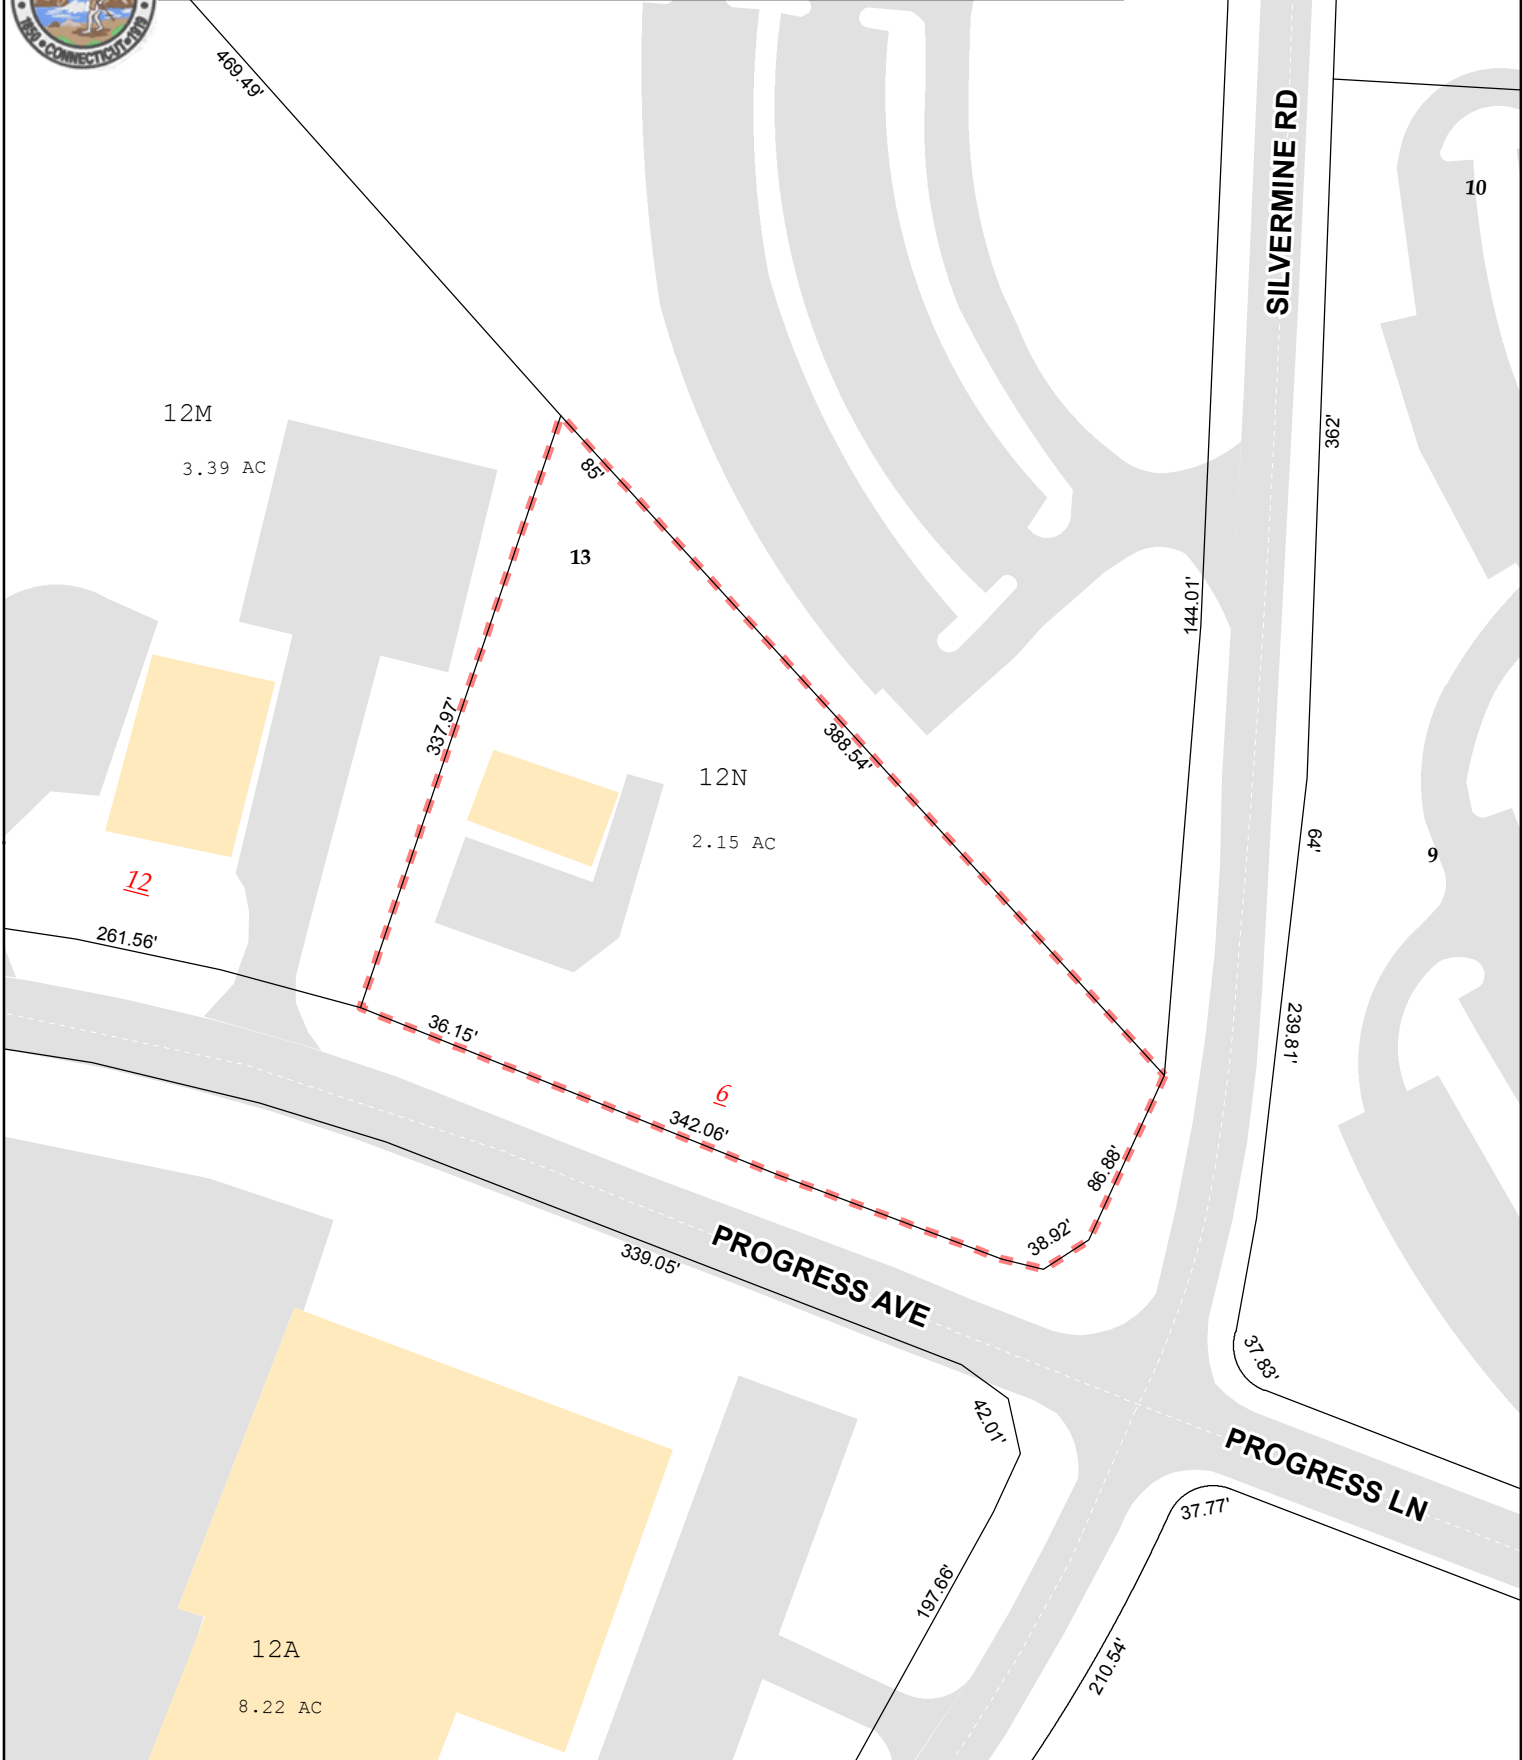 1850 • CONNECTICUT • 1979
469.49'
SILVERMINE RD
10
12M
3.39 AC
362'
85'
13
144.01'
337.97'
388.54'
12N
2.15 AC
64'
9
12
261.56'
36.15'
239.81'
6
342.06'
86.88'
38.92'
339.05'
PROGRESS AVE
37.83'
42.01'
PROGRESS LN
37.77'
197.66'
210.54'
12A
8.22 AC